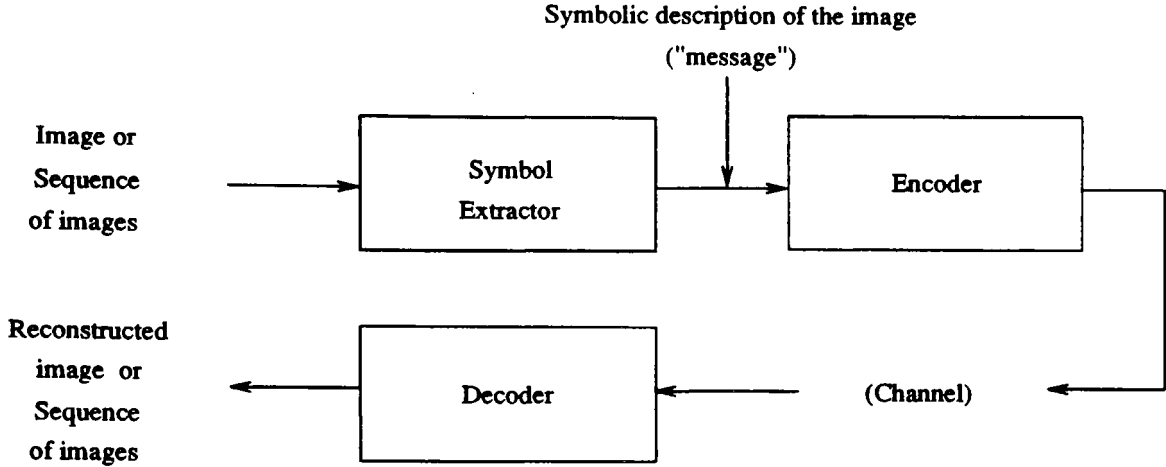 Symbolic description of the image
("message")
Image or
Sequence
of images
Symbol
Extractor
Encoder
Reconstructed
image or
Sequence
of images
Decoder
(Channel)